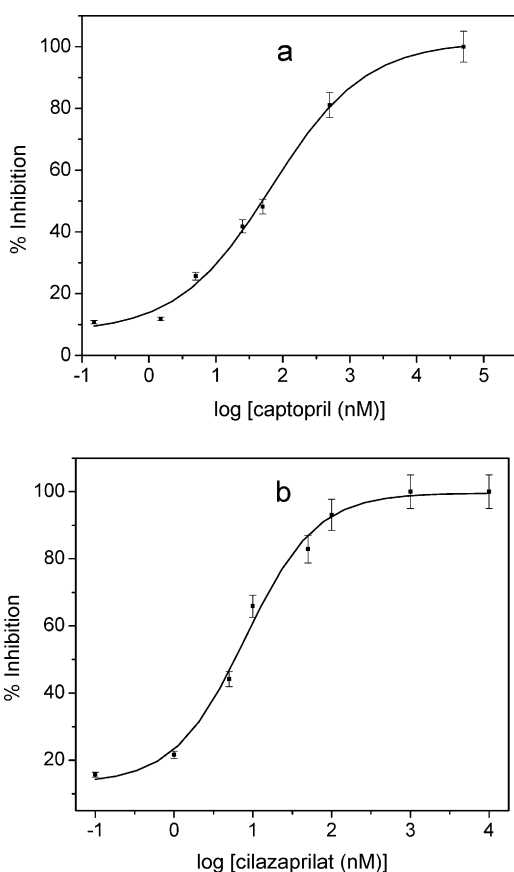 a
100
80
60
40
20
0
% Inhibition
-1 0 1 2 3 4 5
log [captopril (nM)]
b
100
80
60
40
20
% Inhibition
-1 0 1 2 3 4
log [cilazaprilat (nM)]